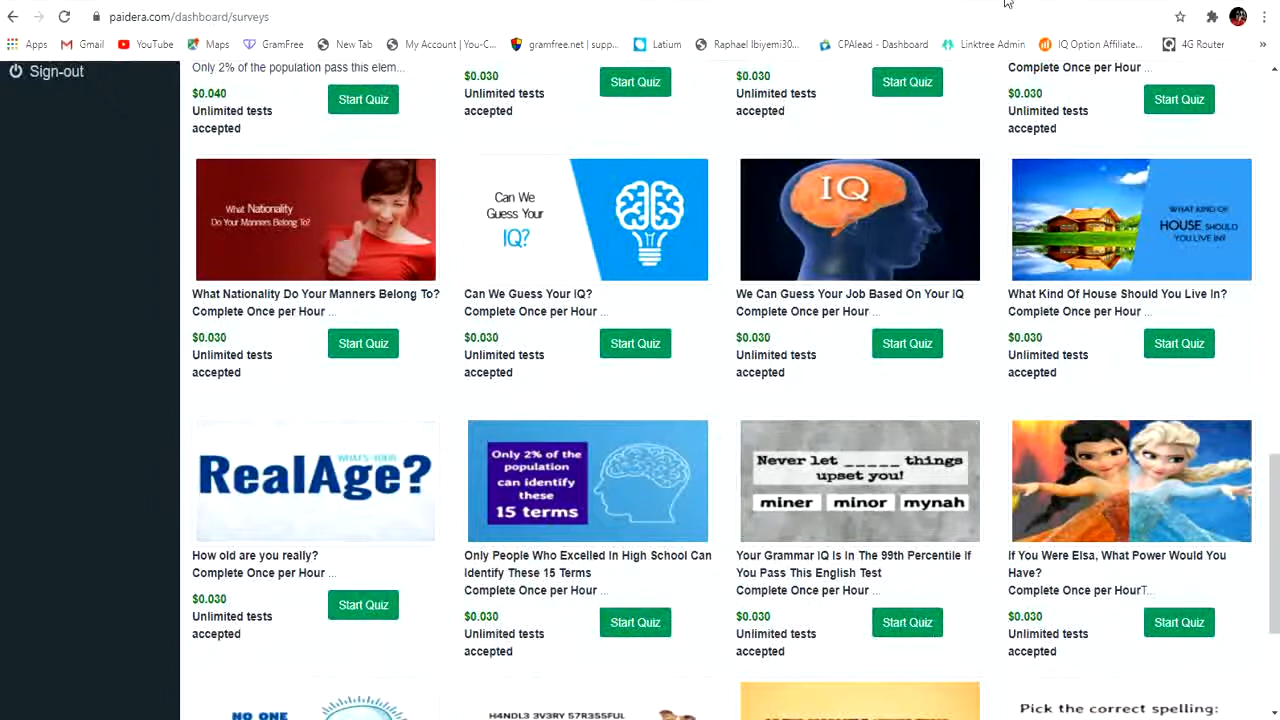 paidera.com/dashboard/surveys
Apps Gmail YouTube Maps GramFree New Tab My Account | You-C... gramfree.net | supp... Latium Raphael Ibiyemi30... CPAlead - Dashboard Linktree Admin IQ Option Affiliate... 4G Router »
Sign-out
Only 2% of the population pass this elem...
$0.040
Unlimited tests
accepted
Start Quiz
$0.030
Unlimited tests
accepted
Start Quiz
$0.030
Unlimited tests
accepted
Start Quiz
Complete Once per Hour ...
$0.030
Unlimited tests
accepted
Start Quiz
What Nationality
Do Your Manners Belong To?
What Nationality Do Your Manners Belong To?
Complete Once per Hour ...
$0.030
Unlimited tests
accepted
Start Quiz
Can We
Guess Your
IQ?
Can We Guess Your IQ?
Complete Once per Hour ...
$0.030
Unlimited tests
accepted
Start Quiz
IQ
We Can Guess Your Job Based On Your IQ
Complete Once per Hour ...
$0.030
Unlimited tests
accepted
Start Quiz
WHAT KIND OF
HOUSE SHOULD
YOU LIVE IN?
What Kind Of House Should You Live In?
Complete Once per Hour ...
$0.030
Unlimited tests
accepted
Start Quiz
WHAT'S YOUR
RealAge?
How old are you really?
Complete Once per Hour ...
$0.030
Unlimited tests
accepted
Start Quiz
Only 2% of the
population
can identify
these
15 terms
Only People Who Excelled In High School Can
Identify These 15 Terms
Complete Once per Hour ...
$0.030
Unlimited tests
accepted
Start Quiz
Never let _____ things
upset you!
miner minor mynah
Your Grammar IQ Is In The 99th Percentile If
You Pass This English Test
Complete Once per Hour ...
$0.030
Unlimited tests
accepted
Start Quiz
If You Were Elsa, What Power Would You
Have?
Complete Once per HourT...
$0.030
Unlimited tests
accepted
Start Quiz
NO ONE
H4NDL3 3V3RY 57R355FUL
Pick the correct spelling: